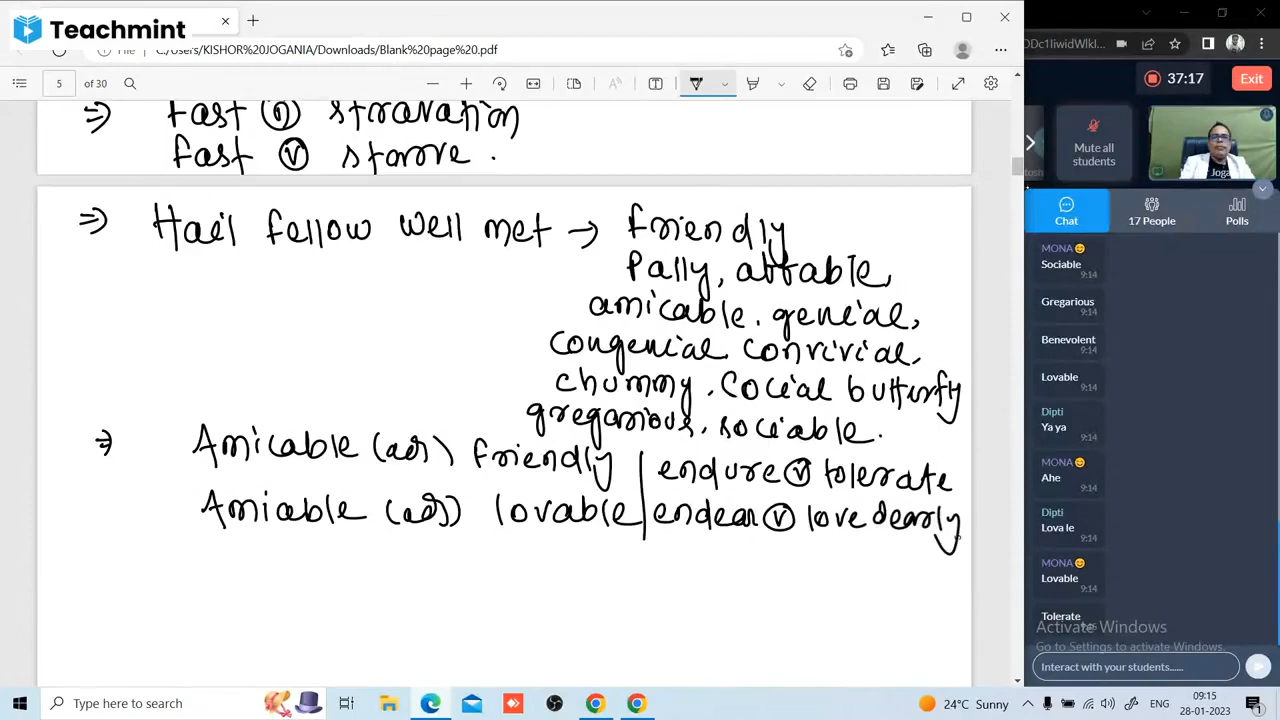 Teachmint
File
C:/Users/KISHOR%20JOGANIA/Downloads/Blank%20page%20.pdf
5 of 30
⇒ Fast (n) stravation
Fast (v) starve.
⇒ Hail fellow well met → Friendly
Pally, affable,
amicable, genial,
congenial, convivial,
chummy, Social butterfly
gregarious, sociable.
⇒ Amicable (adj) friendly | endure (v) tolerate
Amiable (adj) lovable | endear (v) love dearly
DDc1IiwidWlkl
37:17
Exit
Mute all
students
Joga
Chat
17 People
Polls
MONA😊
Sociable
9:14
Gregarious
9:14
Benevolent
9:14
Lovable
9:14
Dipti
Ya ya
9:14
MONA😊
Ahe
9:14
Dipti
Lova le
9:14
MONA😊
Lovable
9:14
Tolerate
Activate Windows
Go to Settings to activate Windows.
Interact with your students......
Type here to search
24°C Sunny
09:15
28-01-2023
1